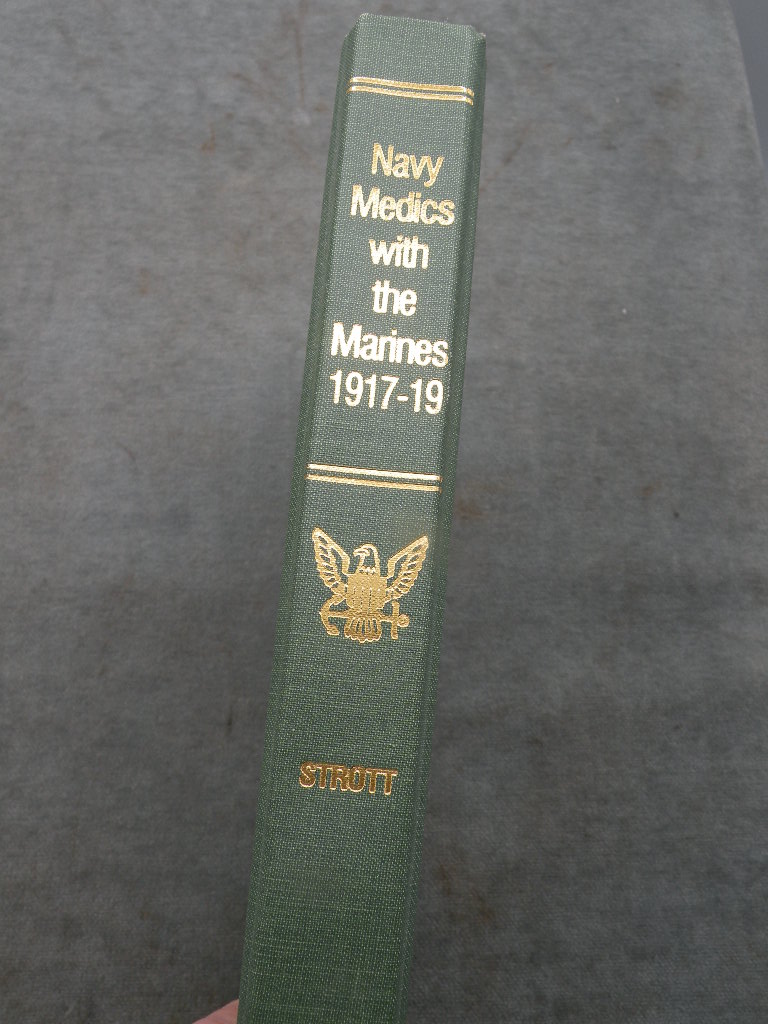 Navy
Medics
with
the
Marines
1917-19
STROTT